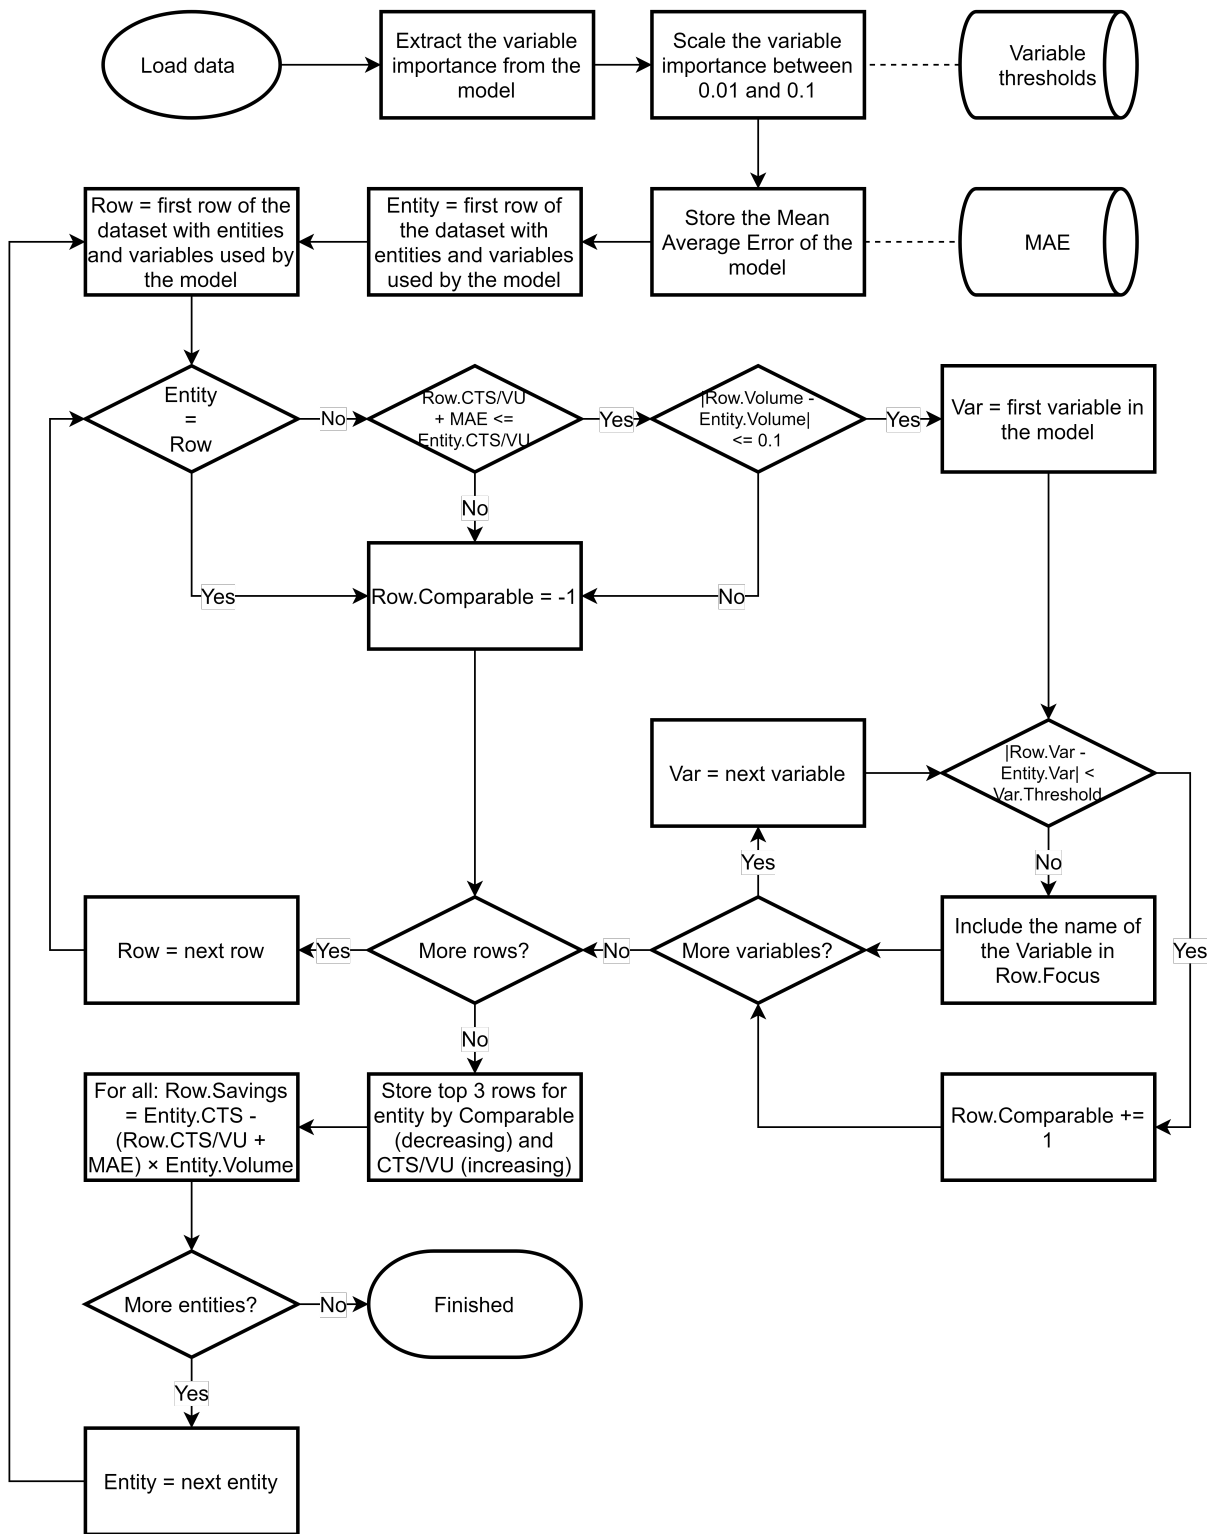 Load data
Extract the variable
importance from the
model
Scale the variable
importance between
0.01 and 0.1
Variable
thresholds
Row = first row of the
dataset with entities
and variables used by
the model
Entity = first row of
the dataset with
entities and variables
used by the model
Store the Mean
Average Error of the
model
MAE
Entity
=
Row
No
Row.CTS/VU
+ MAE <=
Entity.CTS/VU
Yes
|Row.Volume -
Entity.Volume|
<= 0.1
Yes
Var = first variable in
the model
No
Yes
Row.Comparable = -1
No
Var = next variable
|Row.Var -
Entity.Var| <
Var.Threshold
Yes
No
Row = next row
Yes
More rows?
No
More variables?
Include the name of
the Variable in
Row.Focus
Yes
No
For all: Row.Savings
= Entity.CTS -
(Row.CTS/VU +
MAE) × Entity.Volume
Store top 3 rows for
entity by Comparable
(decreasing) and
CTS/VU (increasing)
Row.Comparable +=
1
More entities?
No
Finished
Yes
Entity = next entity